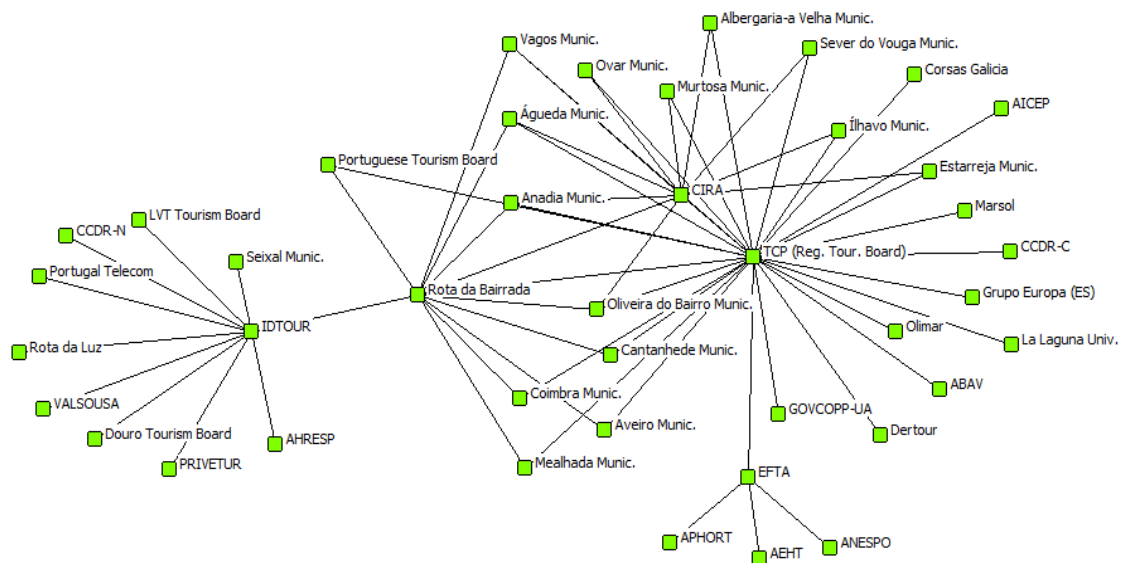 Albergaria-a Velha Munic.
Vagos Munic.
Sever do Vouga Munic.
Ovar Munic.
Corsas Galicia
Murtosa Munic.
AICEP
Águeda Munic.
Ílhavo Munic.
Portuguese Tourism Board
Estarreja Munic.
CIRA
Anadia Munic.
Marsol
LVT Tourism Board
CCDR-N
TCP (Reg. Tour. Board)
CCDR-C
Seixal Munic.
Portugal Telecom
Rota da Bairrada
Grupo Europa (ES)
Oliveira do Bairro Munic.
IDTOUR
Olimar
La Laguna Univ.
Rota da Luz
Cantanhede Munic.
ABAV
Coimbra Munic.
VALSOUSA
GOVCOPP-UA
Aveiro Munic.
Dertour
Douro Tourism Board
AHRESP
PRIVETUR
Mealhada Munic.
EFTA
APHORT
ANESPO
AEHT